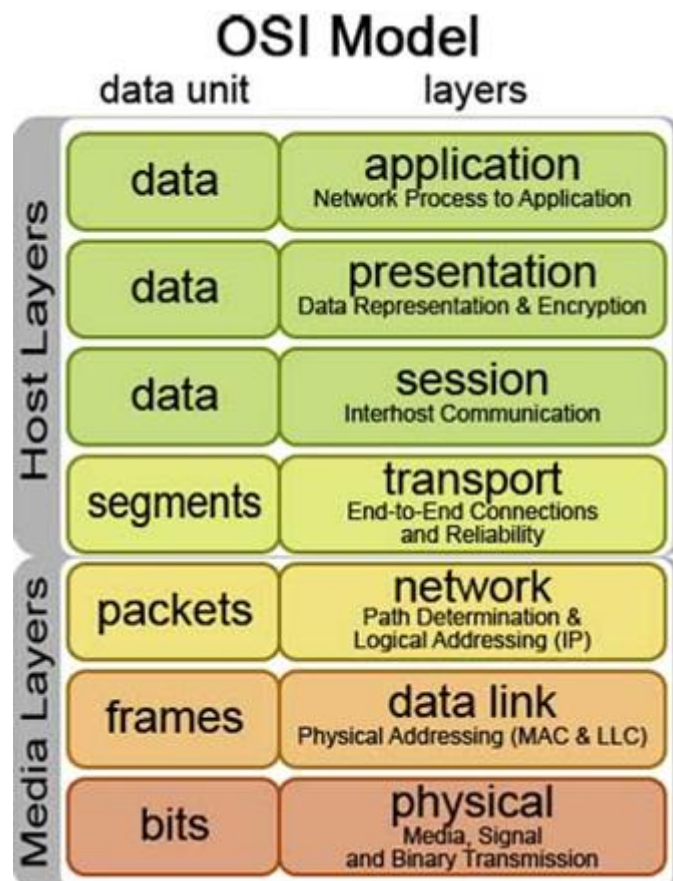 OSI Model
data unit layers
Host Layers
data
application
Network Process to Application
data
presentation
Data Representation & Encryption
data
session
Interhost Communication
segments
transport
End-to-End Connections
and Reliability
Media Layers
packets
network
Path Determination &
Logical Addressing (IP)
frames
data link
Physical Addressing (MAC & LLC)
bits
physical
Media, Signal
and Binary Transmission